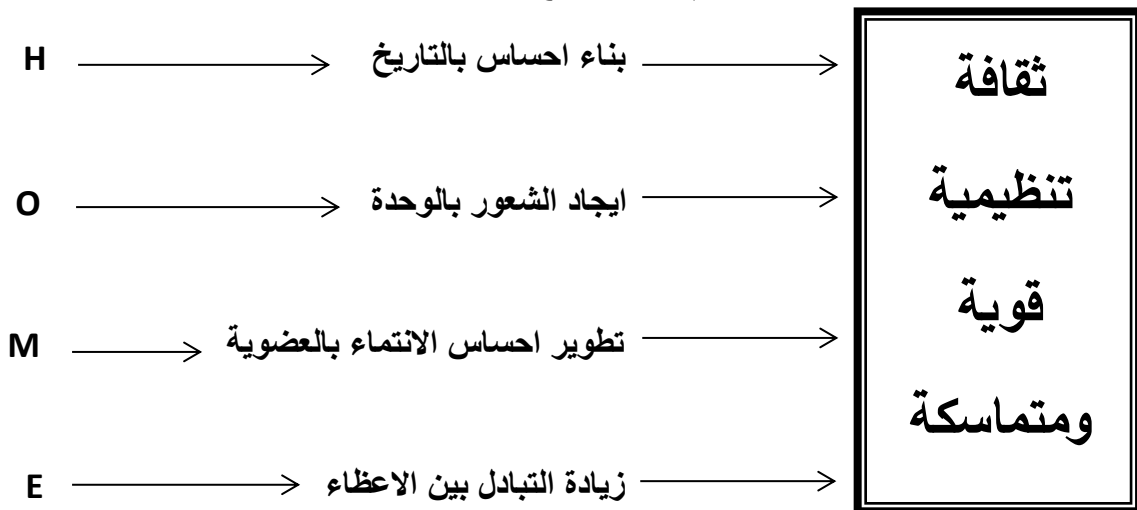 H بناء احساس بالتاريخ
O ايجاد الشعور بالوحدة
M تطوير احساس الانتماء بالعضوية
E زيادة التبادل بين الاعظاء
ثقافة
تنظيمية
قوية
ومتماسكة